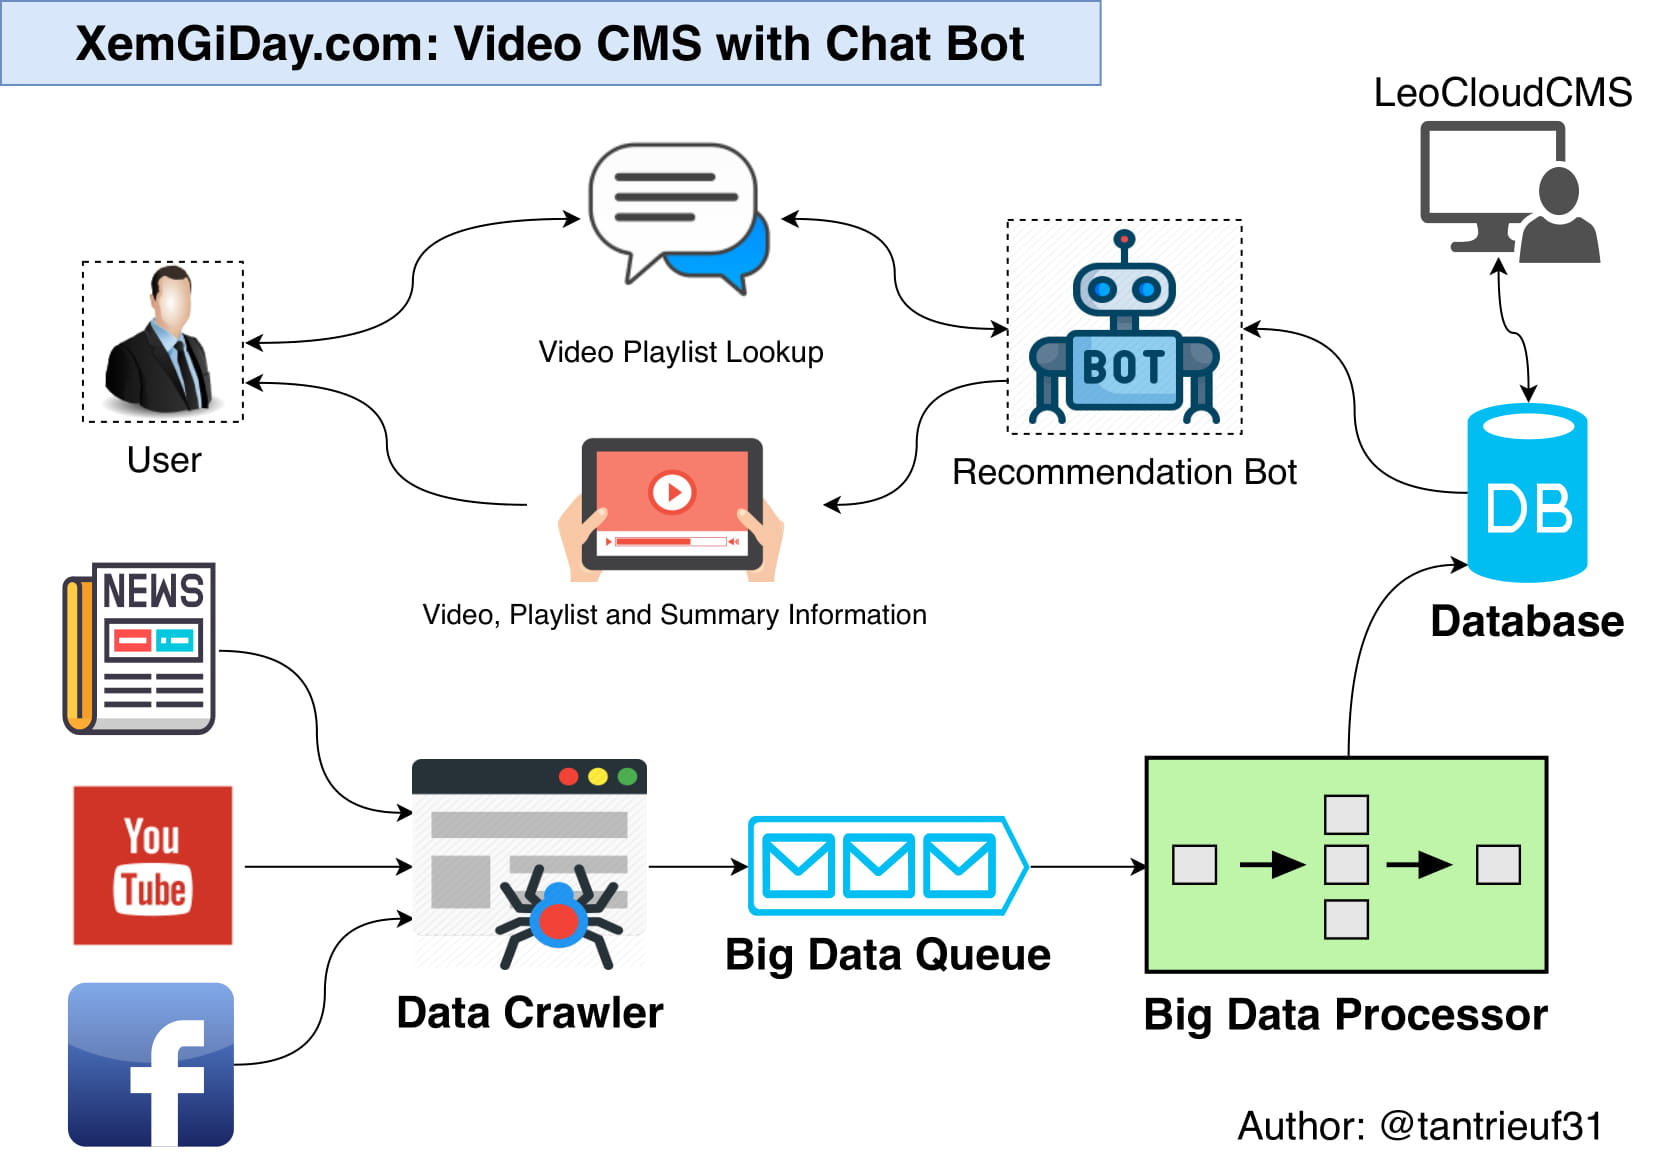 XemGiDay.com: Video CMS with Chat Bot
LeoCloudCMS
Video Playlist Lookup
BOT
User
Recommendation Bot
DB
Video, Playlist and Summary Information
Database
NEWS
You
Tube
f
Data Crawler
Big Data Queue
Big Data Processor
Author: @tantrieuf31